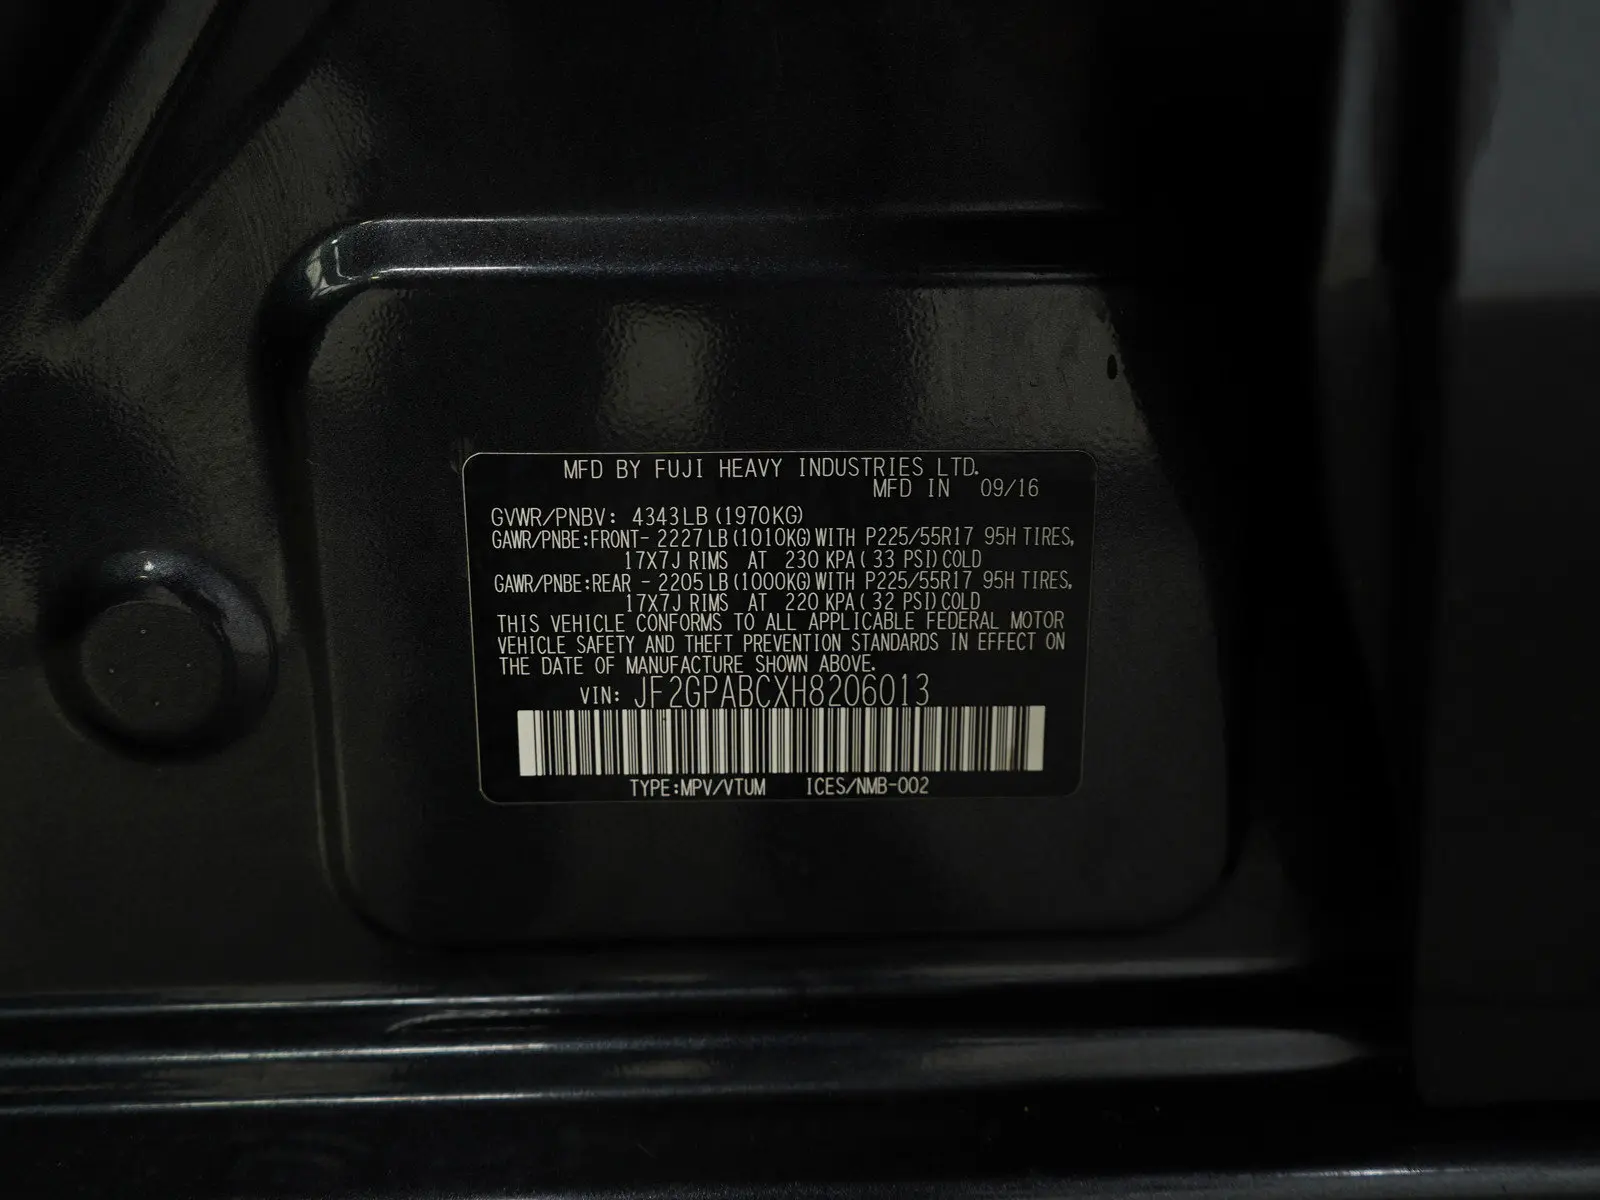 MFD BY FUJI HEAVY INDUSTRIES LTD.
MFD IN 09/16
GVWR/PNBV: 4343LB (1970KG)
GAWR/PNBE:FRONT- 2227LB (1010KG) WITH P225/55R17 95H TIRES,
17X7J RIMS AT 230 KPA ( 33 PSI) COLD
GAWR/PNBE:REAR - 2205LB (1000KG) WITH P225/55R17 95H TIRES,
17X7J RIMS AT 220 KPA ( 32 PSI) COLD
THIS VEHICLE CONFORMS TO ALL APPLICABLE FEDERAL MOTOR
VEHICLE SAFETY AND THEFT PREVENTION STANDARDS IN EFFECT ON
THE DATE OF MANUFACTURE SHOWN ABOVE.
VIN: JF2GPABCXH8206013
TYPE:MPV/VTUM ICES/NMB-002